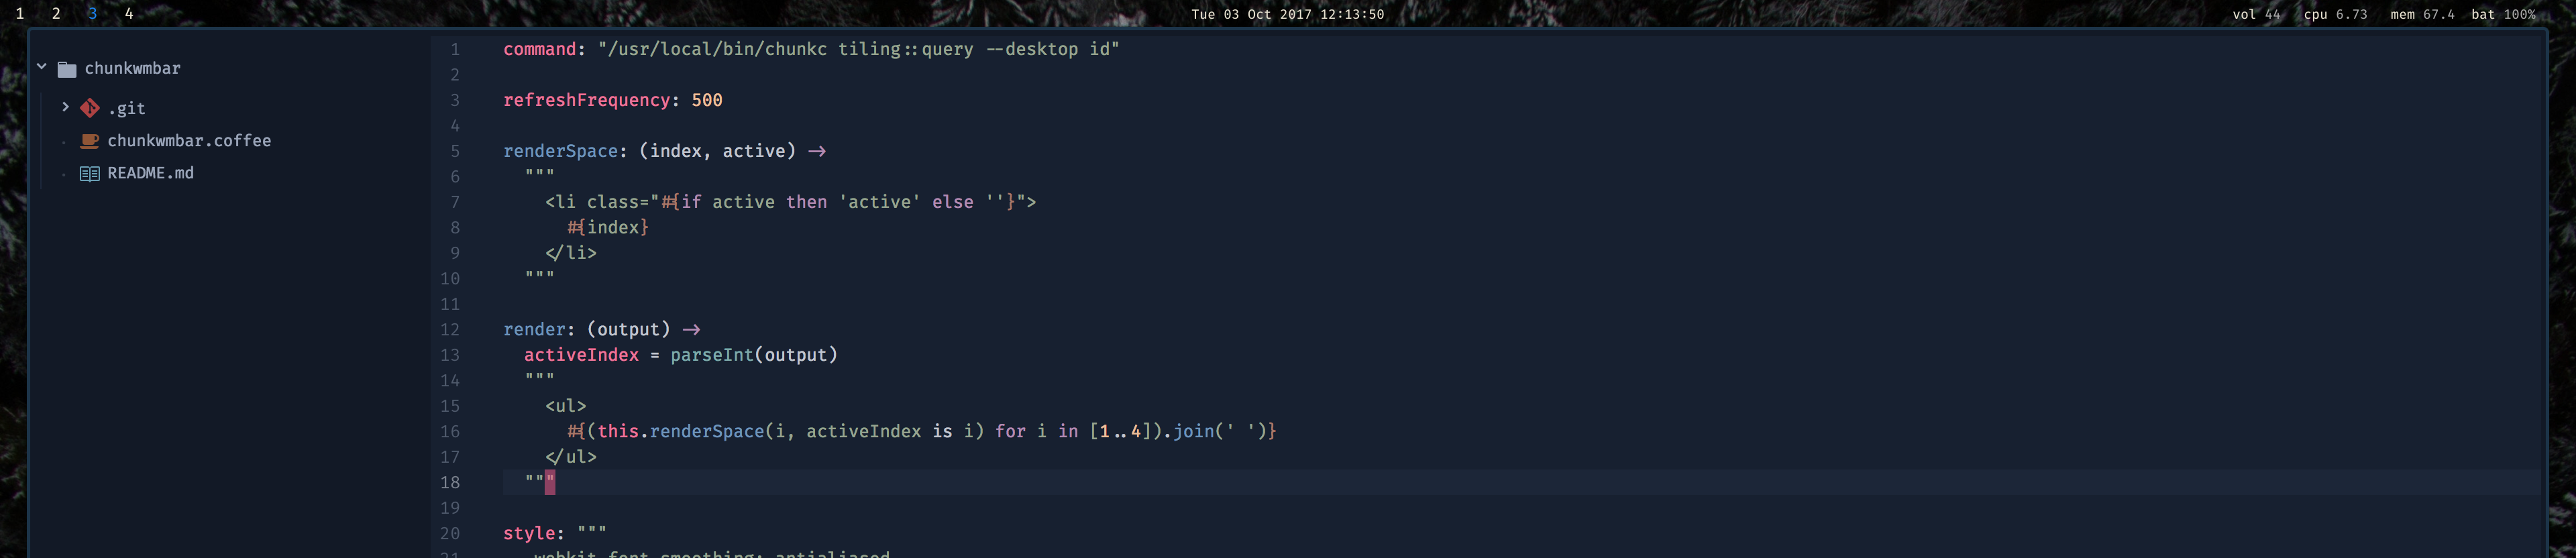 1 2 3 4 Tue 03 Oct 2017 12:13:50 vol 44 cpu 6.73 mem 67.4 bat 100%
chunkwmbar
.git
chunkwmbar.coffee
README.md
1 command: "/usr/local/bin/chunkc tiling::query --desktop id"
2
3 refreshFrequency: 500
4
5 renderSpace: (index, active) ->
6 """
7 <li class="#{if active then 'active' else ''}">
8 #{index}
9 </li>
10 """
11
12 render: (output) ->
13 activeIndex = parseInt(output)
14 """
15 <ul>
16 #{(this.renderSpace(i, activeIndex is i) for i in [1..4]).join(' ')}
17 </ul>
18 """
19
20 style: """
21 -webkit-font-smoothing: antialiased